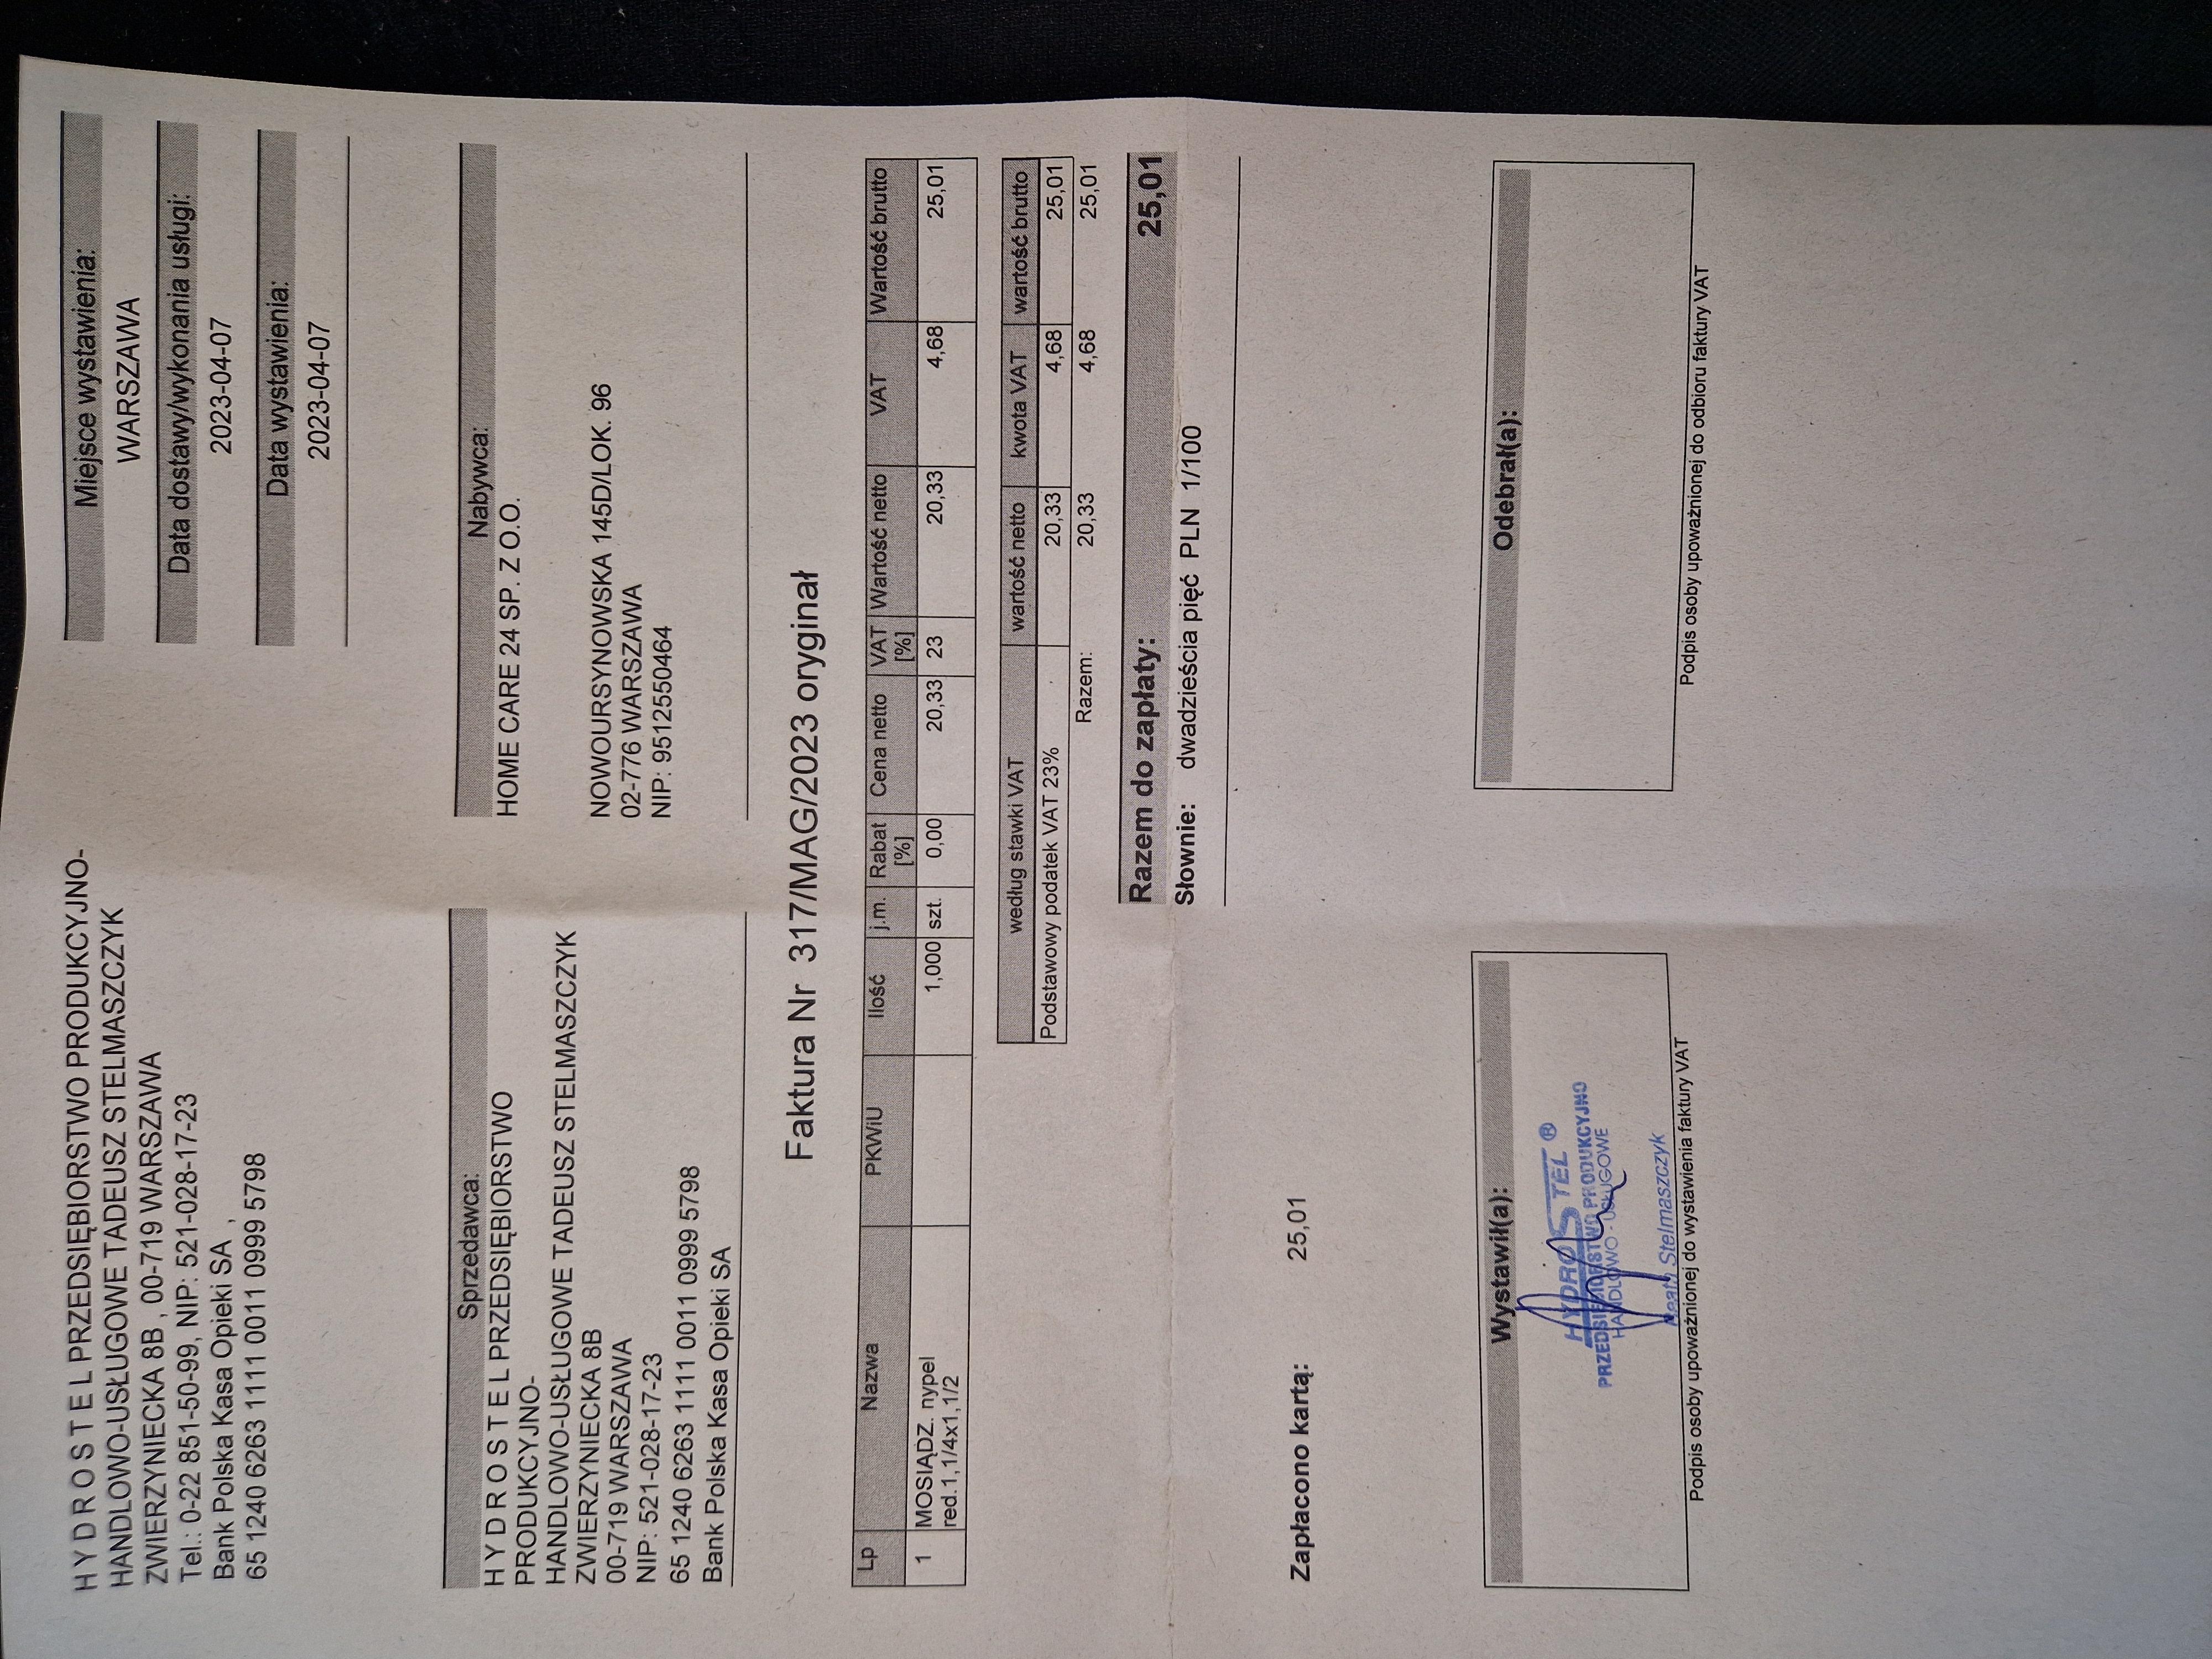 H Y D R O S T E L PRZEDSIĘBIORSTWO PRODUKCYJNO-
HANDLOWO-USŁUGOWE TADEUSZ STELMASZCZYK
ZWIERZYNIECKA 8B , 00-719 WARSZAWA
Tel.: 0-22 851-50-99, NIP: 521-028-17-23
Bank Polska Kasa Opieki SA ,
65 1240 6263 1111 0011 0999 5798
Miejsce wystawienia:
WARSZAWA
Data dostawy/wykonania usługi:
2023-04-07
Data wystawienia:
2023-04-07
Sprzedawca:
H Y D R O S T E L PRZEDSIĘBIORSTWO
PRODUKCYJNO-
HANDLOWO-USŁUGOWE TADEUSZ STELMASZCZYK
ZWIERZYNIECKA 8B
00-719 WARSZAWA
NIP: 521-028-17-23
65 1240 6263 1111 0011 0999 5798
Bank Polska Kasa Opieki SA
Nabywca:
HOME CARE 24 SP. Z O.O.
NOWOURSYNOWSKA 145D/LOK. 96
02-776 WARSZAWA
NIP: 9512550464
Faktura Nr 317/MAG/2023 oryginał
Lp Nazwa PKWiU Ilość j.m. Rabat [%] Cena netto VAT [%] Wartość netto VAT Wartość brutto
1 MOSIĄDZ. nypel 1,000 szt. 0,00 20,33 23 20,33 4,68 25,01
red.1,1/4x1,1/2
według stawki VAT wartość netto kwota VAT wartość brutto
Podstawowy podatek VAT 23% 20,33 4,68 25,01
Razem: 20,33 4,68 25,01
Razem do zapłaty: 25,01
Słownie: dwadzieścia pięć PLN 1/100
Zapłacono kartą: 25,01
Wystawił(a):
HYDROSTEL ®
PRZEDSIĘBIORSTWO PRODUKCYJNO
HANDLOWO - USŁUGOWE
Beata Stelmaszczyk
Podpis osoby upoważnionej do wystawienia faktury VAT
Odebrał(a):
Podpis osoby upoważnionej do odbioru faktury VAT